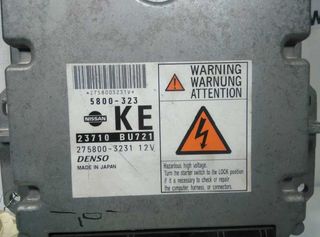 *2758003231V*
5800-323
NISSAN
KE
23710 BU721
275800-3231 12V
DENSO
MADE IN JAPAN
WARNING
WARNUNG
ATTENTION
Hazardous high voltage.
Turn the starter switch to the LOCK position
if it is necessary to check or repair
the computer, harness, or connectors.